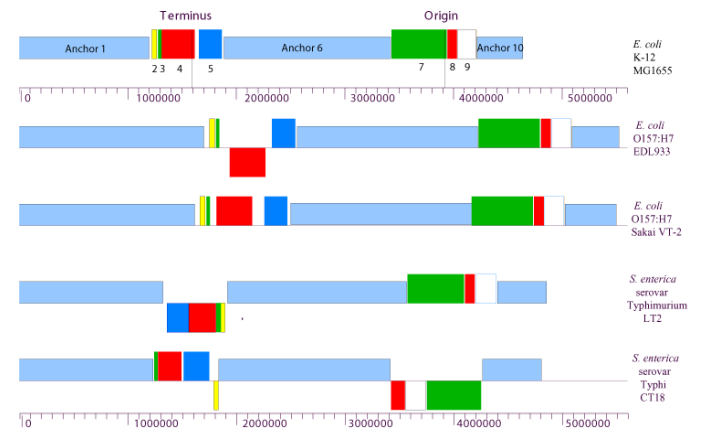 Terminus Origin
Anchor 1 Anchor 6 Anchor 10
2 3 4 5 7 8 9
E. coli
K-12
MG1655
0 1000000 2000000 3000000 4000000 5000000
E. coli
O157:H7
EDL933
E. coli
O157:H7
Sakai VT-2
S. enterica
serovar
Typhimurium
LT2
S. enterica
serovar
Typhi
CT18
0 1000000 2000000 3000000 4000000 5000000